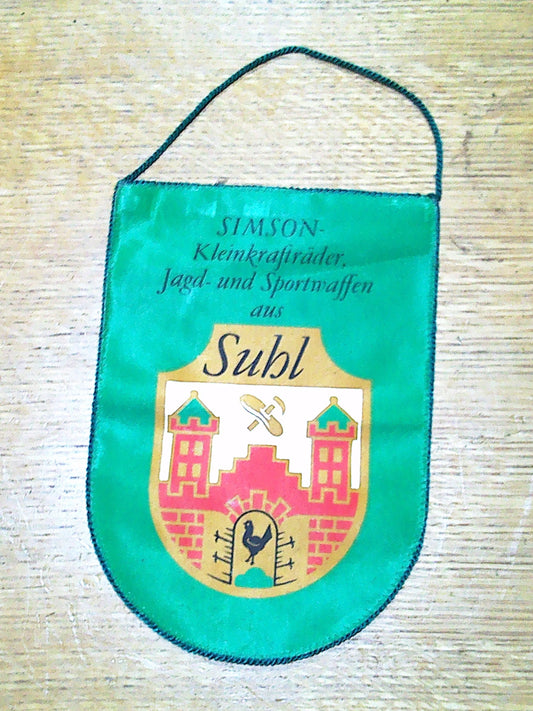 SIMSON-
Kleinkrafträder,
Jagd- und Sportwaffen
aus
Suhl